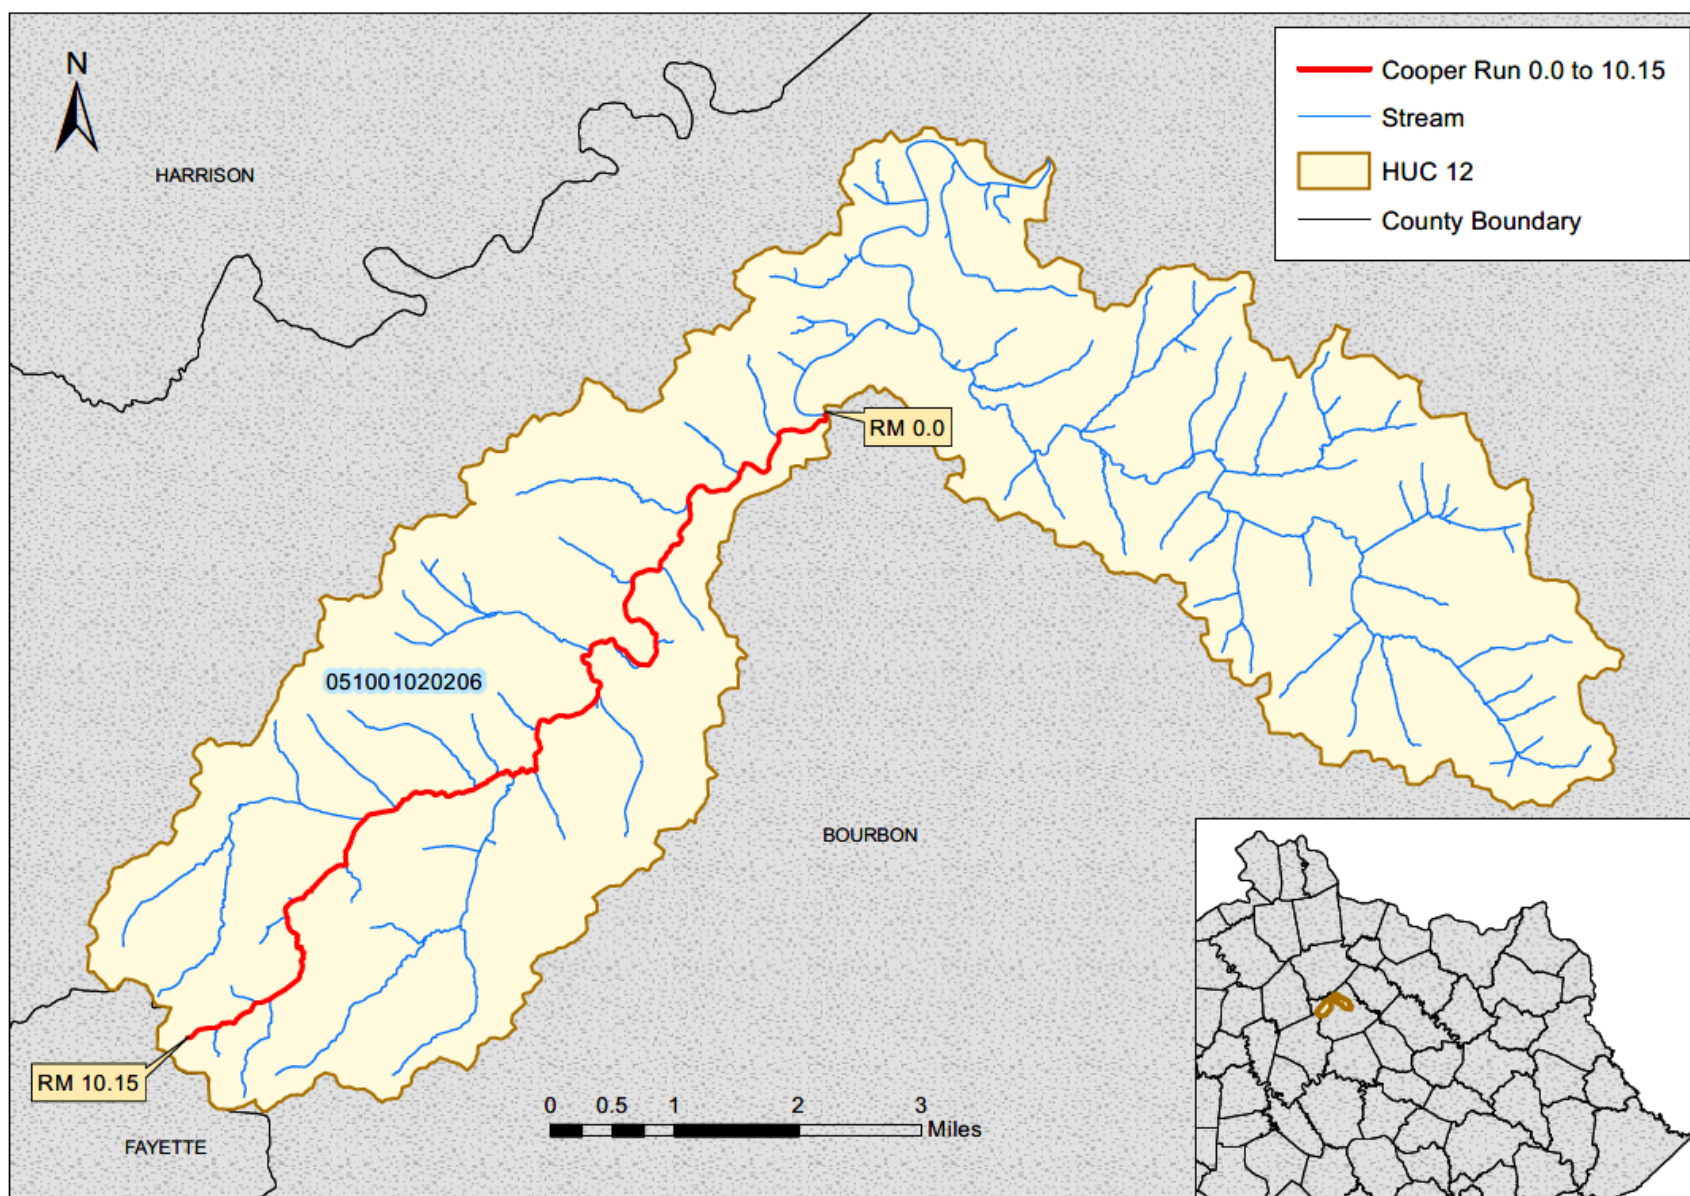 N
Cooper Run 0.0 to 10.15
Stream
HUC 12
County Boundary
HARRISON
RM 0.0
051001020206
BOURBON
RM 10.15
FAYETTE
0 0.5 1 2 3
Miles